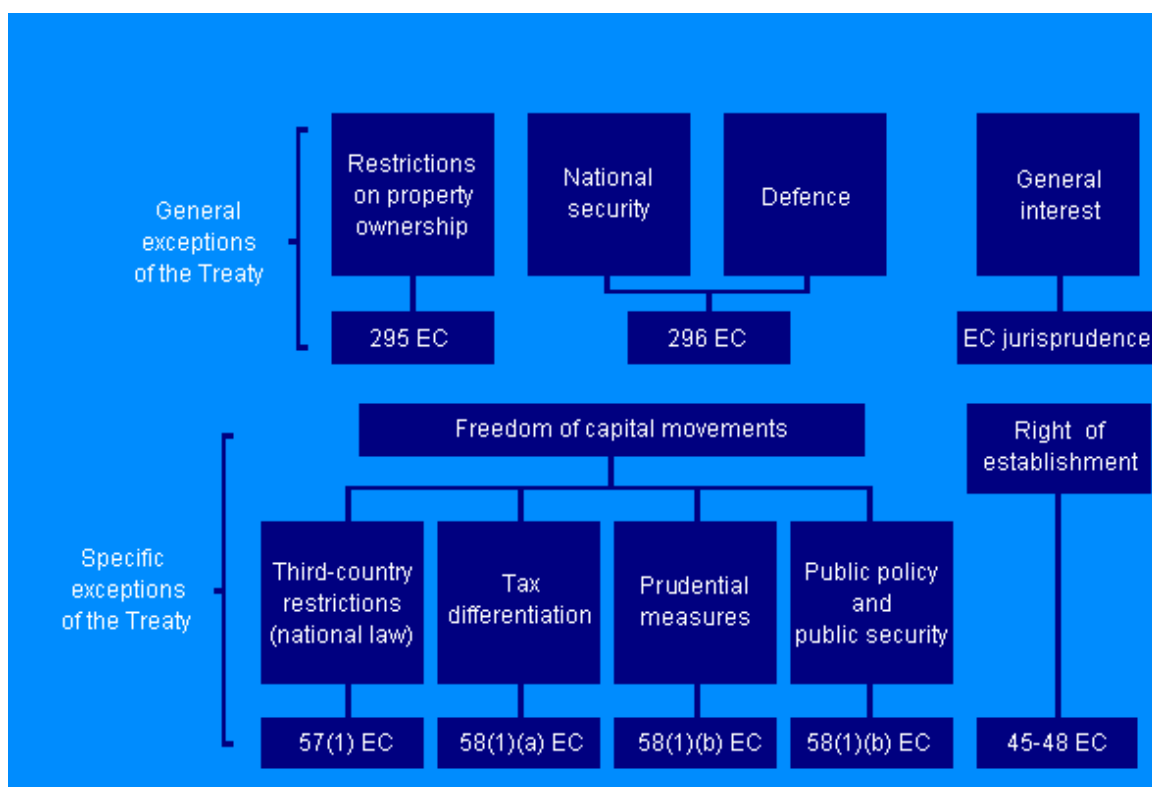 General
exceptions
of the Treaty
Restrictions
on property
ownership
National
security
Defence
General
interest
295 EC
296 EC
EC jurisprudence
Specific
exceptions
of the Treaty
Freedom of capital movements
Right of
establishment
Third-country
restrictions
(national law)
Tax
differentiation
Prudential
measures
Public policy
and
public security
57(1) EC
58(1)(a) EC
58(1)(b) EC
58(1)(b) EC
45-48 EC